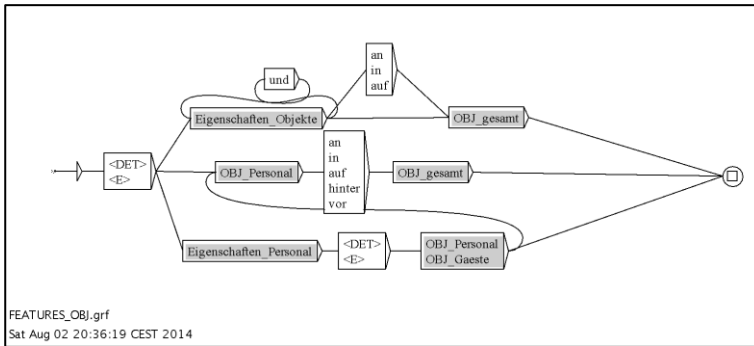 an
in
auf
und
Eigenschaften_Objekte
OBJ_gesamt
<DET>
<E>
OBJ_Personal
an
in
auf
hinter
vor
OBJ_gesamt
Eigenschaften_Personal
<DET>
<E>
OBJ_Personal
OBJ_Gaeste
FEATURES_OBJ.grf
Sat Aug 02 20:36:19 CEST 2014